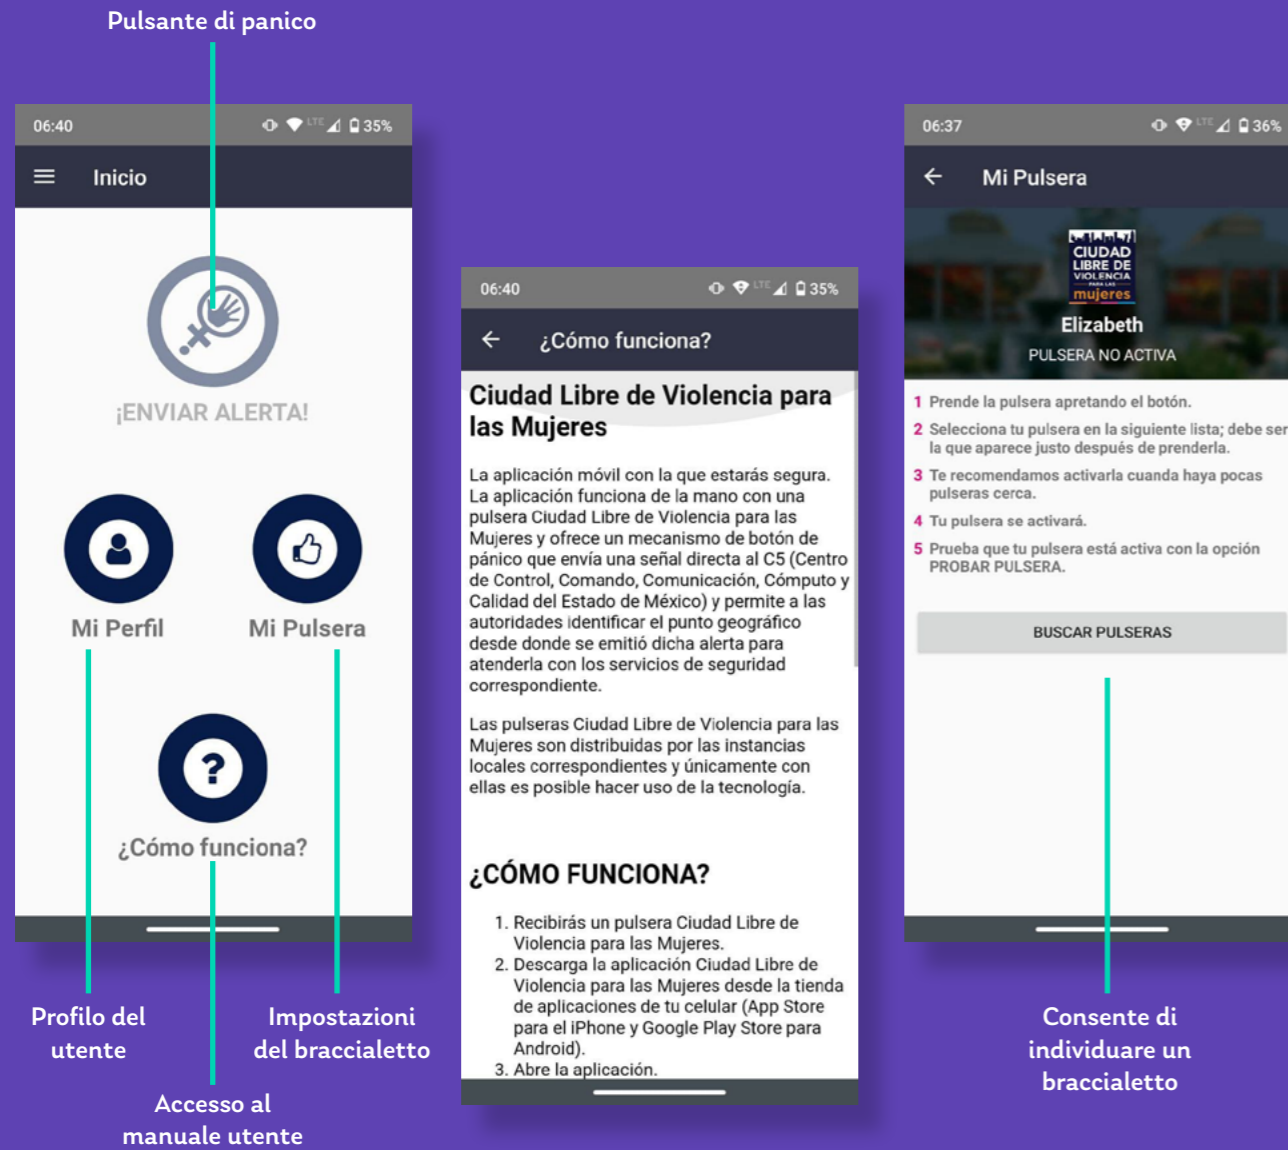 Pulsante di panico
06:40
LTE
35%
Inicio
¡ENVIAR ALERTA!
Mi Perfil
Mi Pulsera
?
¿Cómo funciona?
Profilo del
utente
Impostazioni
del braccialetto
Accesso al
manuale utente
06:40
LTE
35%
¿Cómo funciona?
Ciudad Libre de Violencia para
las Mujeres
La aplicación móvil con la que estarás segura.
La aplicación funciona de la mano con una
pulsera Ciudad Libre de Violencia para las
Mujeres y ofrece un mecanismo de botón de
pánico que envía una señal directa al C5 (Centro
de Control, Comando, Comunicación, Cómputo y
Calidad del Estado de México) y permite a las
autoridades identificar el punto geográfico
desde donde se emitió dicha alerta para
atenderla con los servicios de seguridad
correspondiente.
Las pulseras Ciudad Libre de Violencia para las
Mujeres son distribuidas por las instancias
locales correspondientes y únicamente con
ellas es posible hacer uso de la tecnología.
¿CÓMO FUNCIONA?
1. Recibirás un pulsera Ciudad Libre de
Violencia para las Mujeres.
2. Descarga la aplicación Ciudad Libre de
Violencia para las Mujeres desde la tienda
de aplicaciones de tu celular (App Store
para el iPhone y Google Play Store para
Android).
3. Abre la aplicación.
06:37
LTE
36%
Mi Pulsera
CIUDAD
LIBRE DE
VIOLENCIA
PARA LAS
mujeres
Elizabeth
PULSERA NO ACTIVA
1 Prende la pulsera apretando el botón.
2 Selecciona tu pulsera en la siguiente lista; debe ser
la que aparece justo después de prenderla.
3 Te recomendamos activarla cuanda haya pocas
pulseras cerca.
4 Tu pulsera se activará.
5 Prueba que tu pulsera está activa con la opción
PROBAR PULSERA.
BUSCAR PULSERAS
Consente di
individuare un
braccialetto